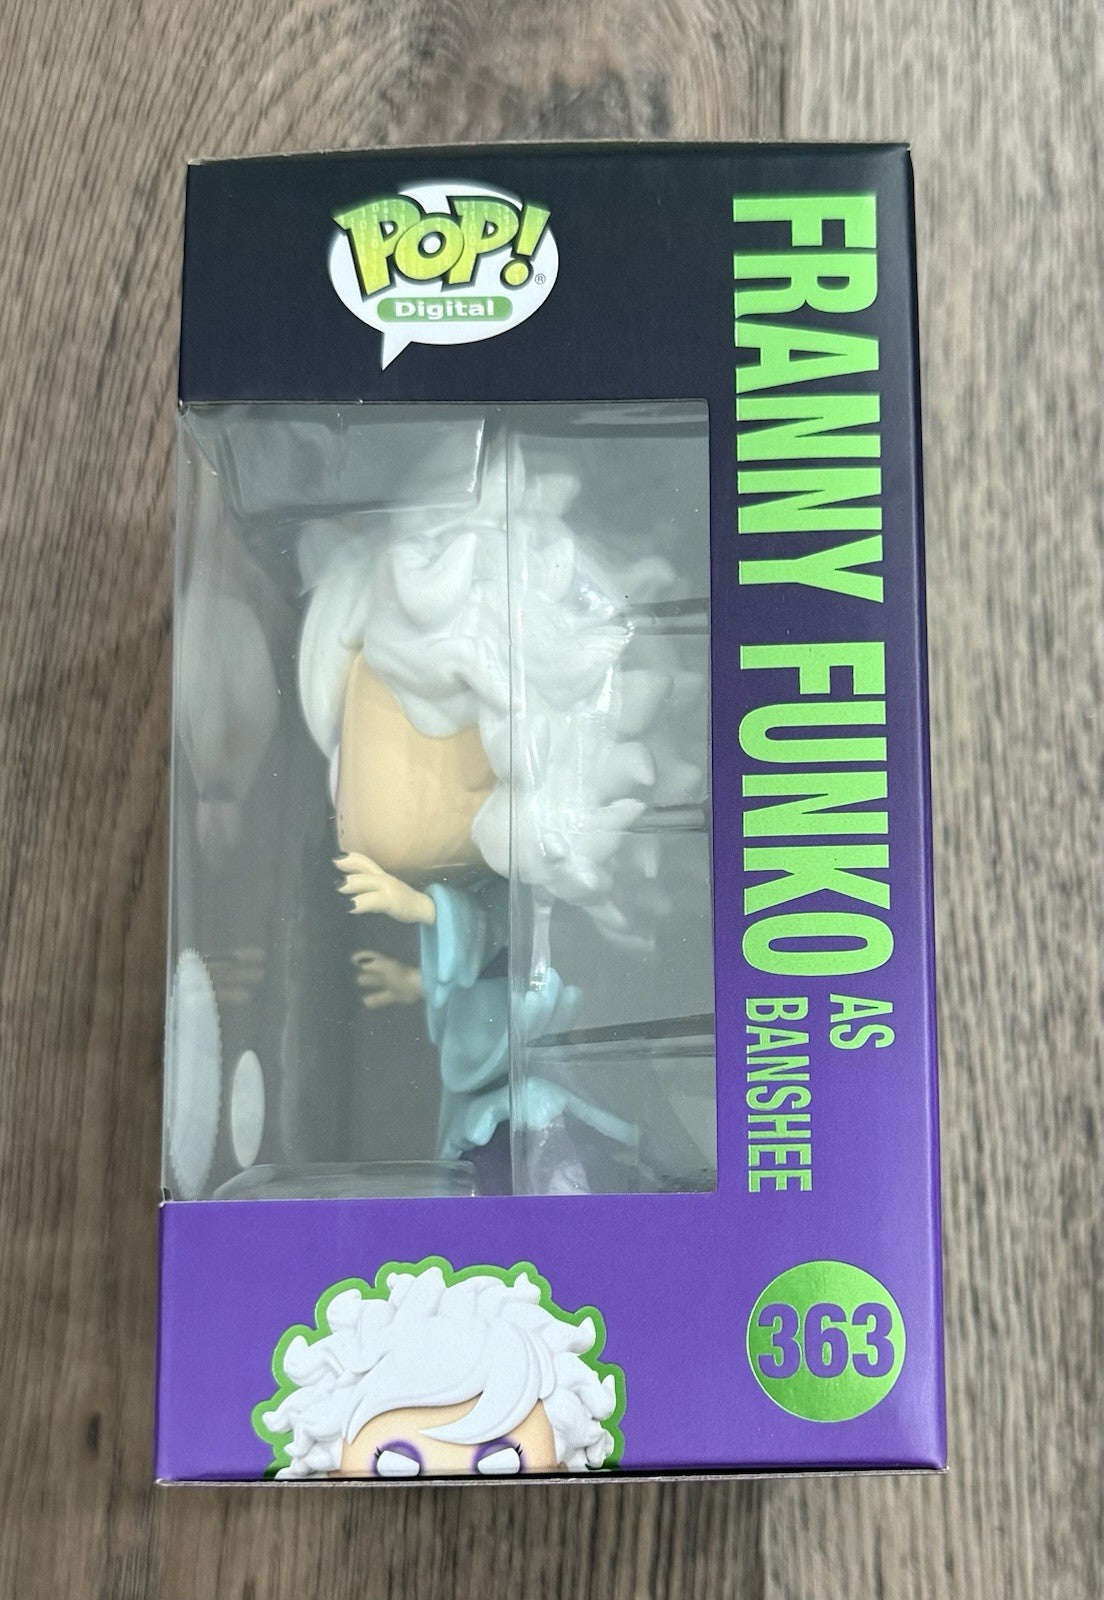 POP!®
Digital
FRANNY FUNKO AS
BANSHEE
363